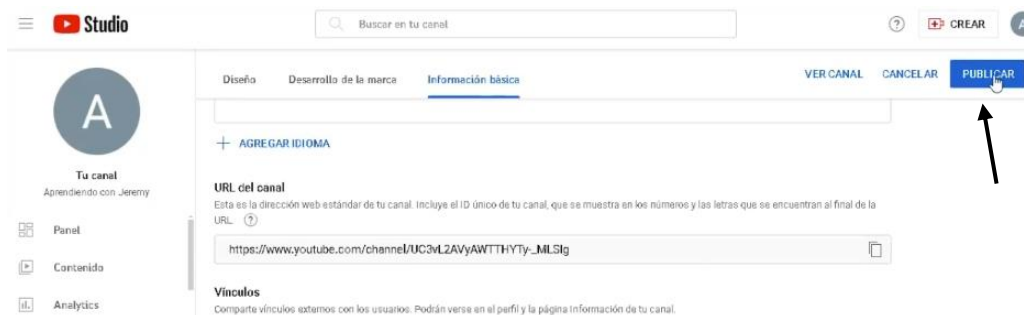 Studio
Buscar en tu canal
CREAR
A
Diseño Desarrollo de la marca Información básica VER CANAL CANCELAR PUBLICAR
A
AGREGAR IDIOMA
Tu canal
Aprendiendo con Jeremy
URL del canal
Esta es la dirección web estándar de tu canal. Incluye el ID único de tu canal, que se muestra en los números y las letras que se encuentran al final de la
URL.
Panel
https://www.youtube.com/channel/UC3vL2AVyAWTTHYTy-_MLSlg
Contenido
Vínculos
Analytics
Comparte vínculos externos con los usuarios. Podrán verse en el perfil y la página Información de tu canal.